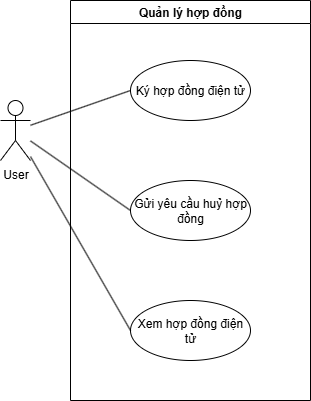 Quản lý hợp đồng
Ký hợp đồng điện tử
User
Gửi yêu cầu huỷ hợp
đồng
Xem hợp đồng điện
tử